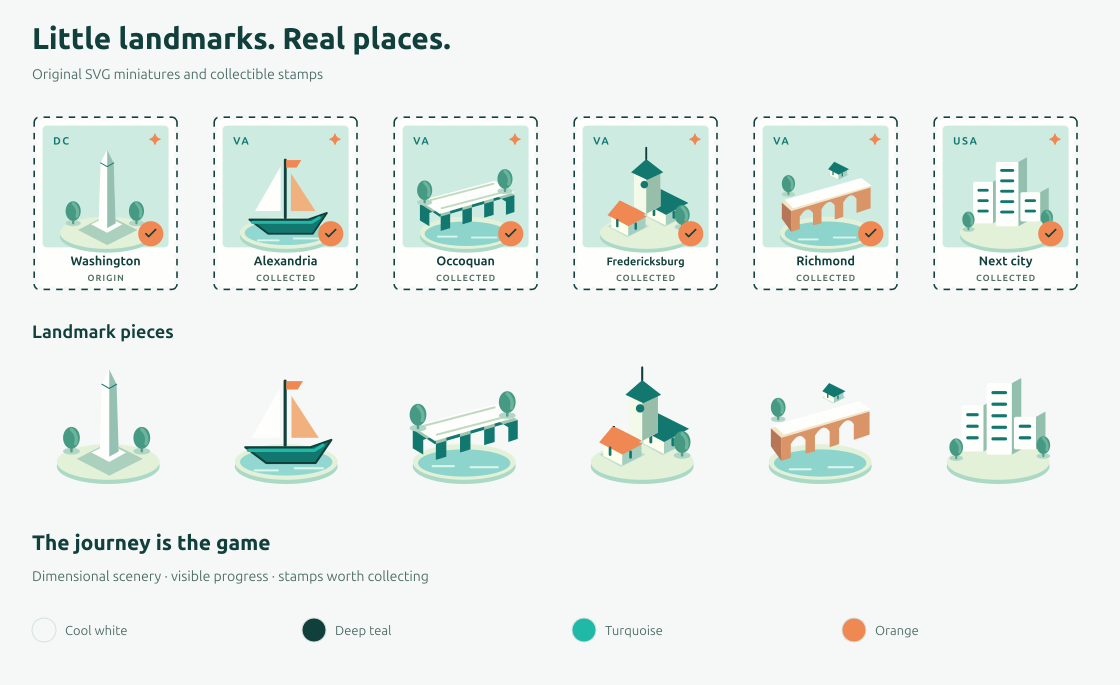 Little landmarks. Real places.
Original SVG miniatures and collectible stamps
DC
VA
VA
VA
VA
USA
Washington
Alexandria
Occoquan
Fredericksburg
Richmond
Next city
ORIGIN
COLLECTED
COLLECTED
COLLECTED
COLLECTED
COLLECTED
Landmark pieces
The journey is the game
Dimensional scenery · visible progress · stamps worth collecting
Cool white
Deep teal
Turquoise
Orange